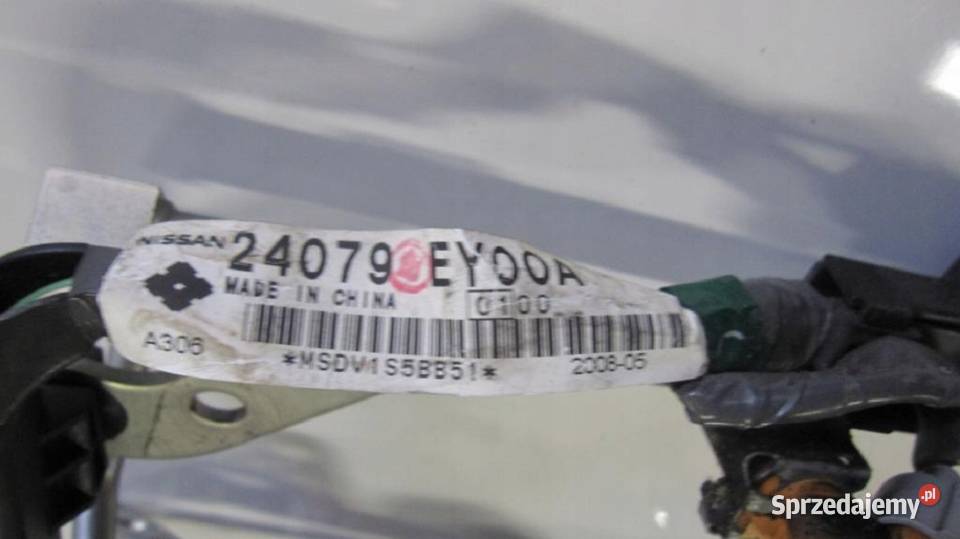 NISSAN 24079 EY00A
MADE IN CHINA 0100
A306 *MSDV1S5BB51* 2008-05
Sprzedajemy.pl